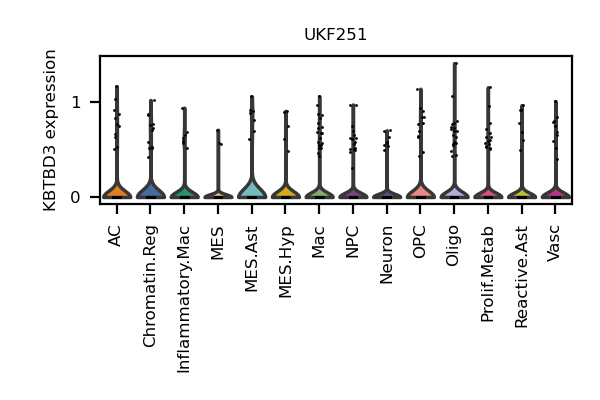 UKF251
KBTBD3 expression
1
0
AC
Chromatin.Reg
Inflammatory.Mac
MES
MES.Ast
MES.Hyp
Mac
NPC
Neuron
OPC
Oligo
Prolif.Metab
Reactive.Ast
Vasc